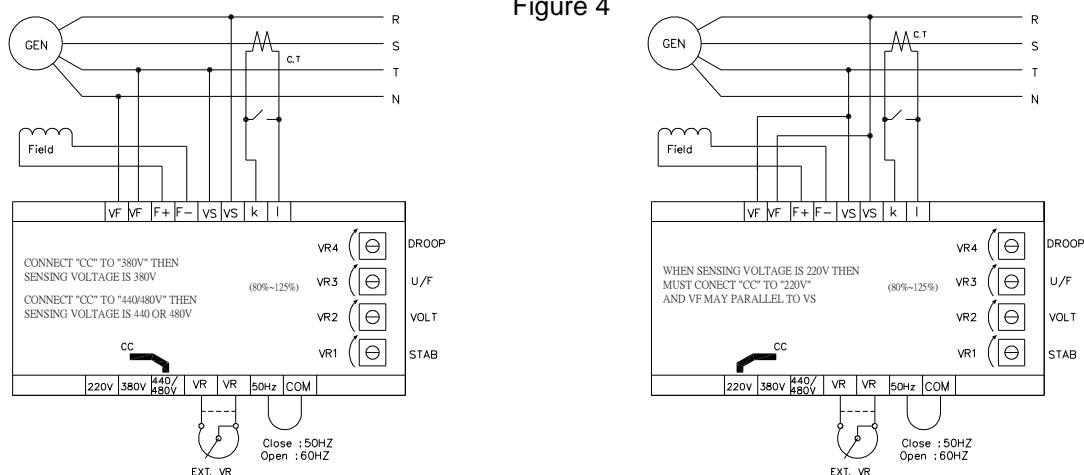 Figure 4
GEN
R
S
T
N
C.T
Field
VF VF F+ F- VS VS k l
CONNECT "CC" TO "380V" THEN
SENSING VOLTAGE IS 380V
CONNECT "CC" TO "440/480V" THEN
SENSING VOLTAGE IS 440 OR 480V
(80%~125%)
VR4 DROOP
VR3 U/F
VR2 VOLT
VR1 STAB
CC
220V 380V 440/480V VR VR 50Hz COM
Close :50HZ
Open :60HZ
EXT. VR
GEN
R
S
T
N
C.T
Field
VF VF F+ F- VS VS k l
WHEN SENSING VOLTAGE IS 220V THEN
MUST CONECT "CC" TO "220V"
AND VF MAY PARALLEL TO VS
(80%~125%)
VR4 DROOP
VR3 U/F
VR2 VOLT
VR1 STAB
CC
220V 380V 440/480V VR VR 50Hz COM
Close :50HZ
Open :60HZ
EXT. VR